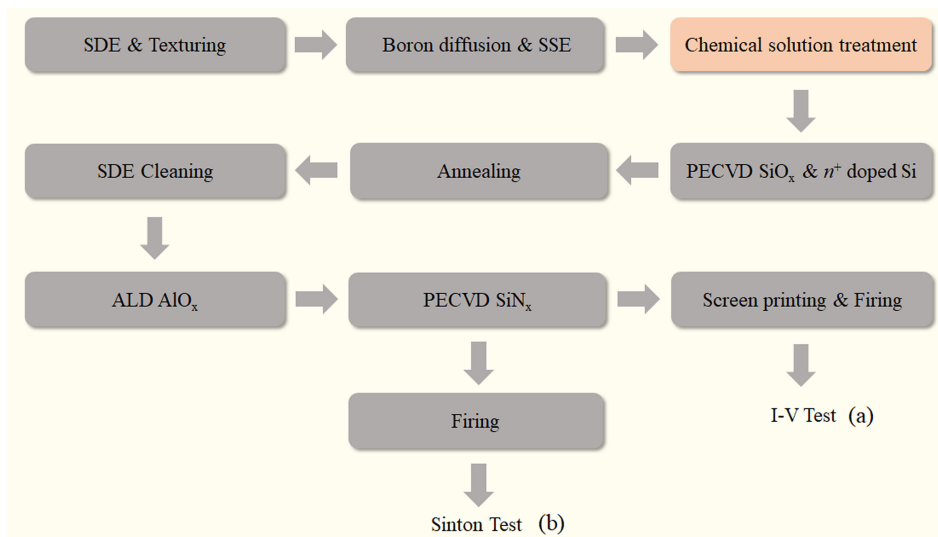 SDE & Texturing
Boron diffusion & SSE
Chemical solution treatment
SDE Cleaning
Annealing
PECVD SiOₓ & n⁺ doped Si
ALD AlOₓ
PECVD SiNₓ
Screen printing & Firing
Firing
I-V Test (a)
Sinton Test (b)